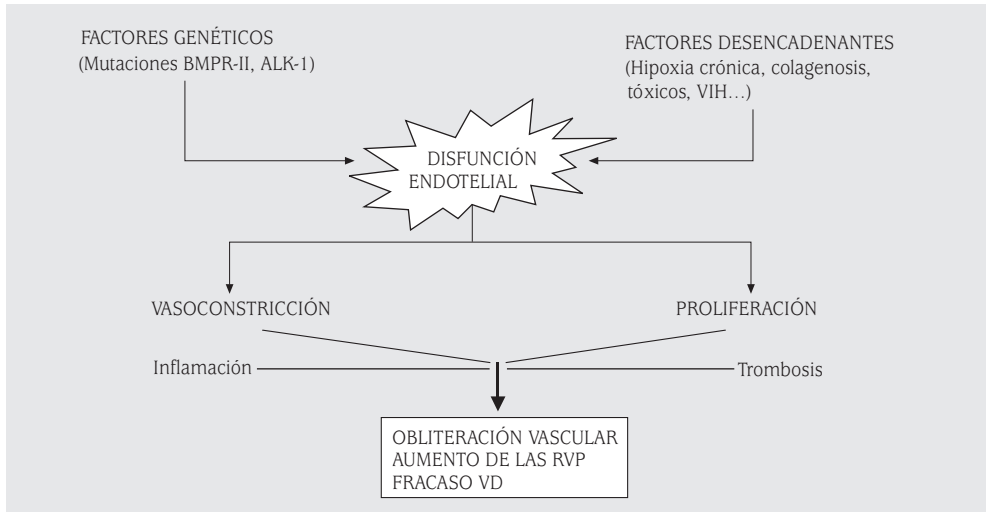 FACTORES GENÉTICOS
(Mutaciones BMPR-II, ALK-1)
FACTORES DESENCADENANTES
(Hipoxia crónica, colagenosis,
tóxicos, VIH…)
DISFUNCIÓN
ENDOTELIAL
VASOCONSTRICCIÓN
PROLIFERACIÓN
Inflamación
Trombosis
OBLITERACIÓN VASCULAR
AUMENTO DE LAS RVP
FRACASO VD